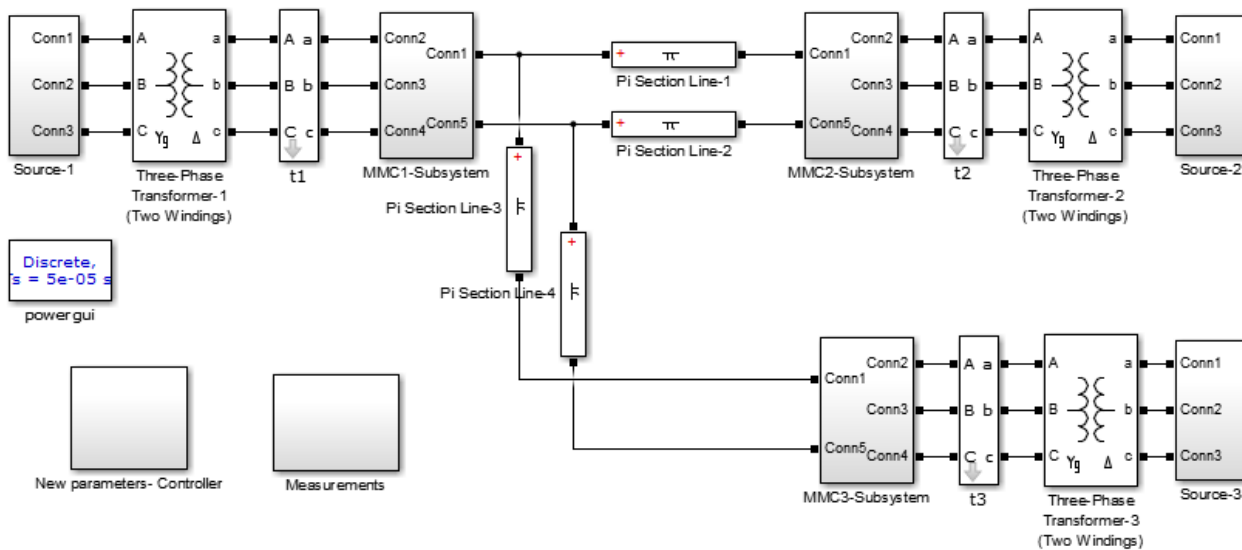 Conn1
Conn2
Conn3
Source-1
A
B
C
a
b
c
Yg
Δ
Three-Phase
Transformer-1
(Two Windings)
A a
B b
C c
t1
Conn2
Conn3
Conn4
Conn1
Conn5
MMC1-Subsystem
+
π
Pi Section Line-1
+
π
Pi Section Line-2
Conn1
Conn5
Conn2
Conn3
Conn4
MMC2-Subsystem
A a
B b
C c
t2
A
B
C
a
b
c
Yg
Δ
Three-Phase
Transformer-2
(Two Windings)
Conn1
Conn2
Conn3
Source-2
+
π
Pi Section Line-3
+
π
Pi Section Line-4
Discrete,
s = 5e-05 s
powergui
New parameters- Controller
Measurements
Conn1
Conn5
Conn2
Conn3
Conn4
MMC3-Subsystem
A a
B b
C c
t3
A
B
C
a
b
c
Yg
Δ
Three-Phase
Transformer-3
(Two Windings)
Conn1
Conn2
Conn3
Source-3